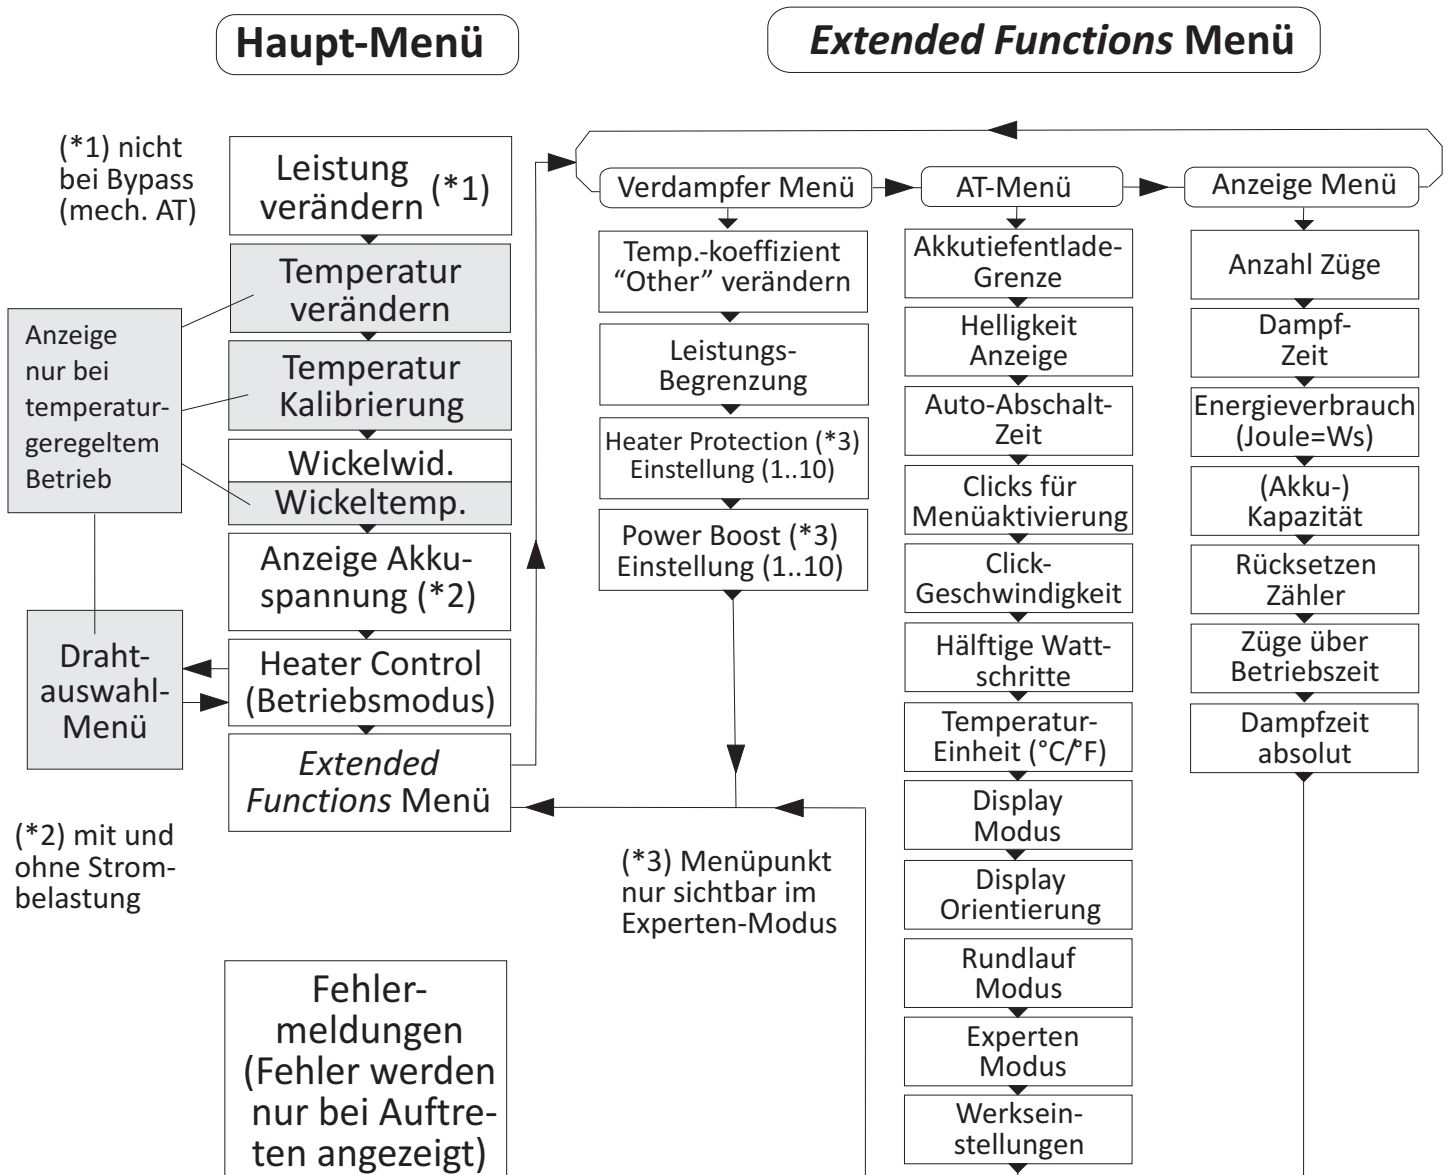 Haupt-Menü
Extended Functions Menü
(*1) nicht
bei Bypass
(mech. AT)
Leistung
verändern (*1)
Temperatur
verändern
Temperatur
Kalibrierung
Wickelwid.
Wickeltemp.
Anzeige Akku-
spannung (*2)
Heater Control
(Betriebsmodus)
Extended
Functions Menü
Anzeige
nur bei
temperatur-
geregeltem
Betrieb
Draht-
auswahl-
Menü
(*2) mit und
ohne Strom-
belastung
Fehler-
meldungen
(Fehler werden
nur bei Auftre-
ten angezeigt)
Verdampfer Menü
Temp.-koeffizient
“Other” verändern
Leistungs-
Begrenzung
Heater Protection (*3)
Einstellung (1..10)
Power Boost (*3)
Einstellung (1..10)
(*3) Menüpunkt
nur sichtbar im
Experten-Modus
AT-Menü
Akkutiefentlade-
Grenze
Helligkeit
Anzeige
Auto-Abschalt-
Zeit
Clicks für
Menüaktivierung
Click-
Geschwindigkeit
Hälftige Watt-
schritte
Temperatur-
Einheit (°C/°F)
Display
Modus
Display
Orientierung
Rundlauf
Modus
Experten
Modus
Werksein-
stellungen
Anzeige Menü
Anzahl Züge
Dampf-
Zeit
Energieverbrauch
(Joule=Ws)
(Akku-)
Kapazität
Rücksetzen
Zähler
Züge über
Betriebszeit
Dampfzeit
absolut